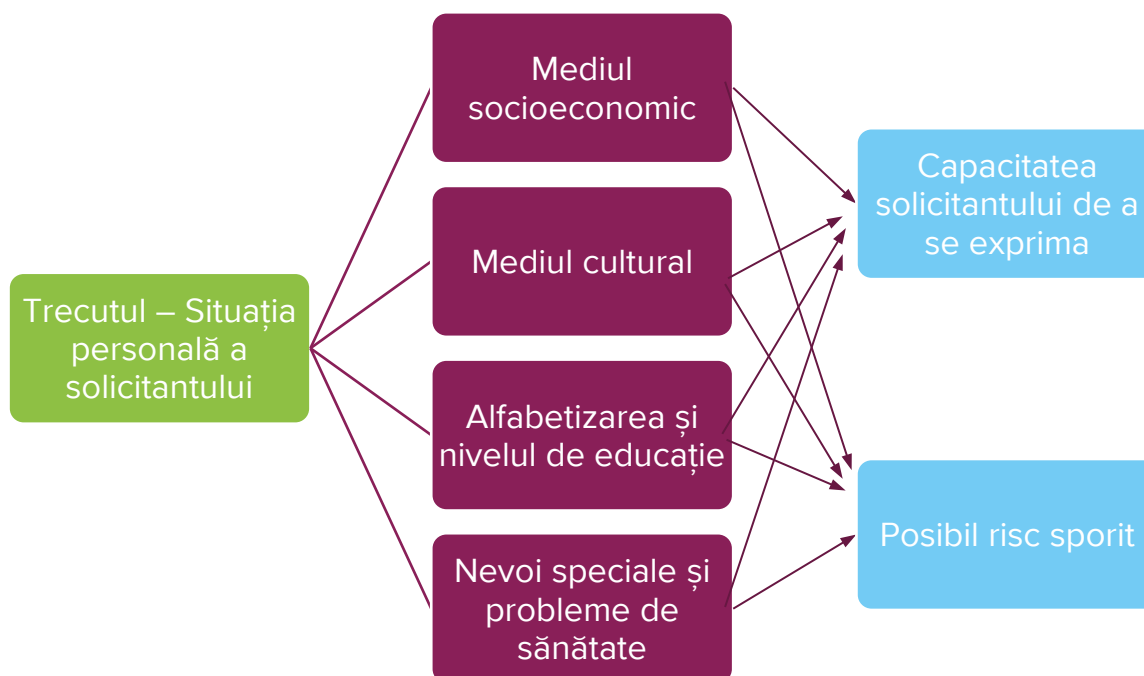 Trecutul – Situația
personală a
solicitantului
Mediul
socioeconomic
Mediul cultural
Alfabetizarea și
nivelul de educație
Nevoi speciale și
probleme de
sănătate
Capacitatea
solicitantului de a
se exprima
Posibil risc sporit